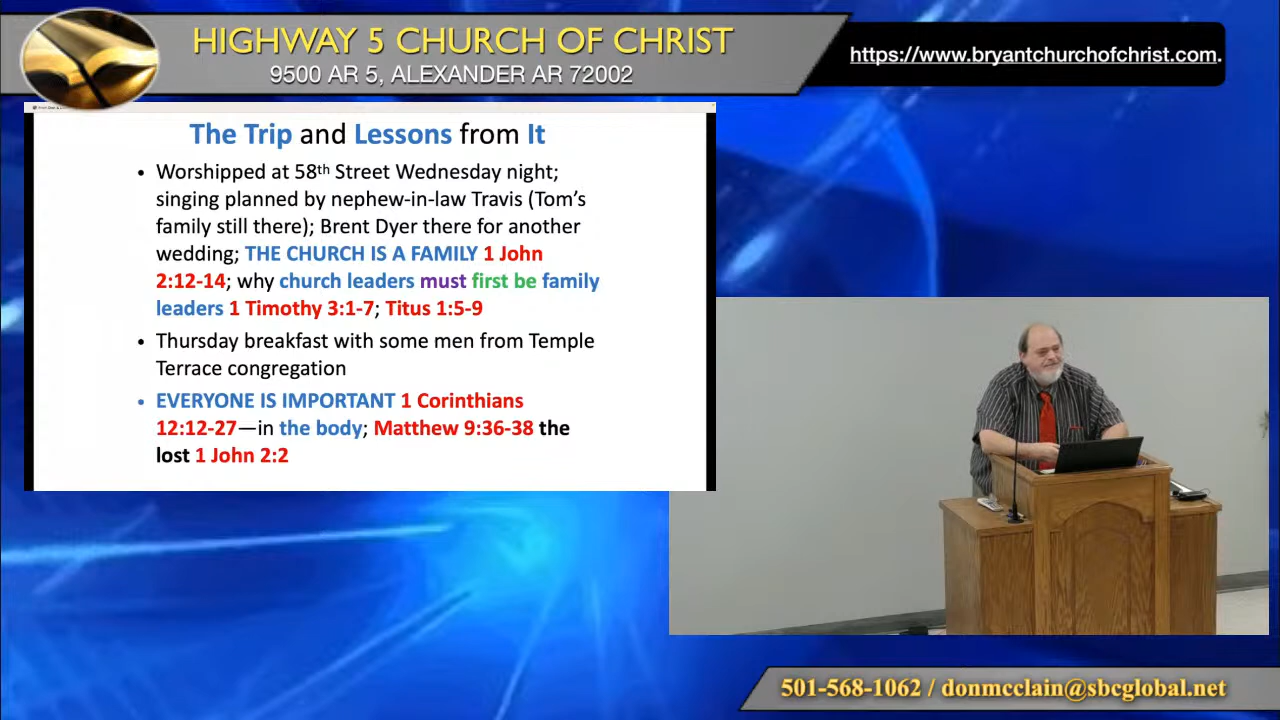 HIGHWAY 5 CHURCH OF CHRIST
9500 AR 5, ALEXANDER AR 72002
https://www.bryantchurchofchrist.com.
The Trip and Lessons from It
• Worshipped at 58th Street Wednesday night;
singing planned by nephew-in-law Travis (Tom's
family still there); Brent Dyer there for another
wedding; THE CHURCH IS A FAMILY 1 John
2:12-14; why church leaders must first be family
leaders 1 Timothy 3:1-7; Titus 1:5-9
• Thursday breakfast with some men from Temple
Terrace congregation
• EVERYONE IS IMPORTANT 1 Corinthians
12:12-27—in the body; Matthew 9:36-38 the
lost 1 John 2:2
501-568-1062 / donmcclain@sbcglobal.net